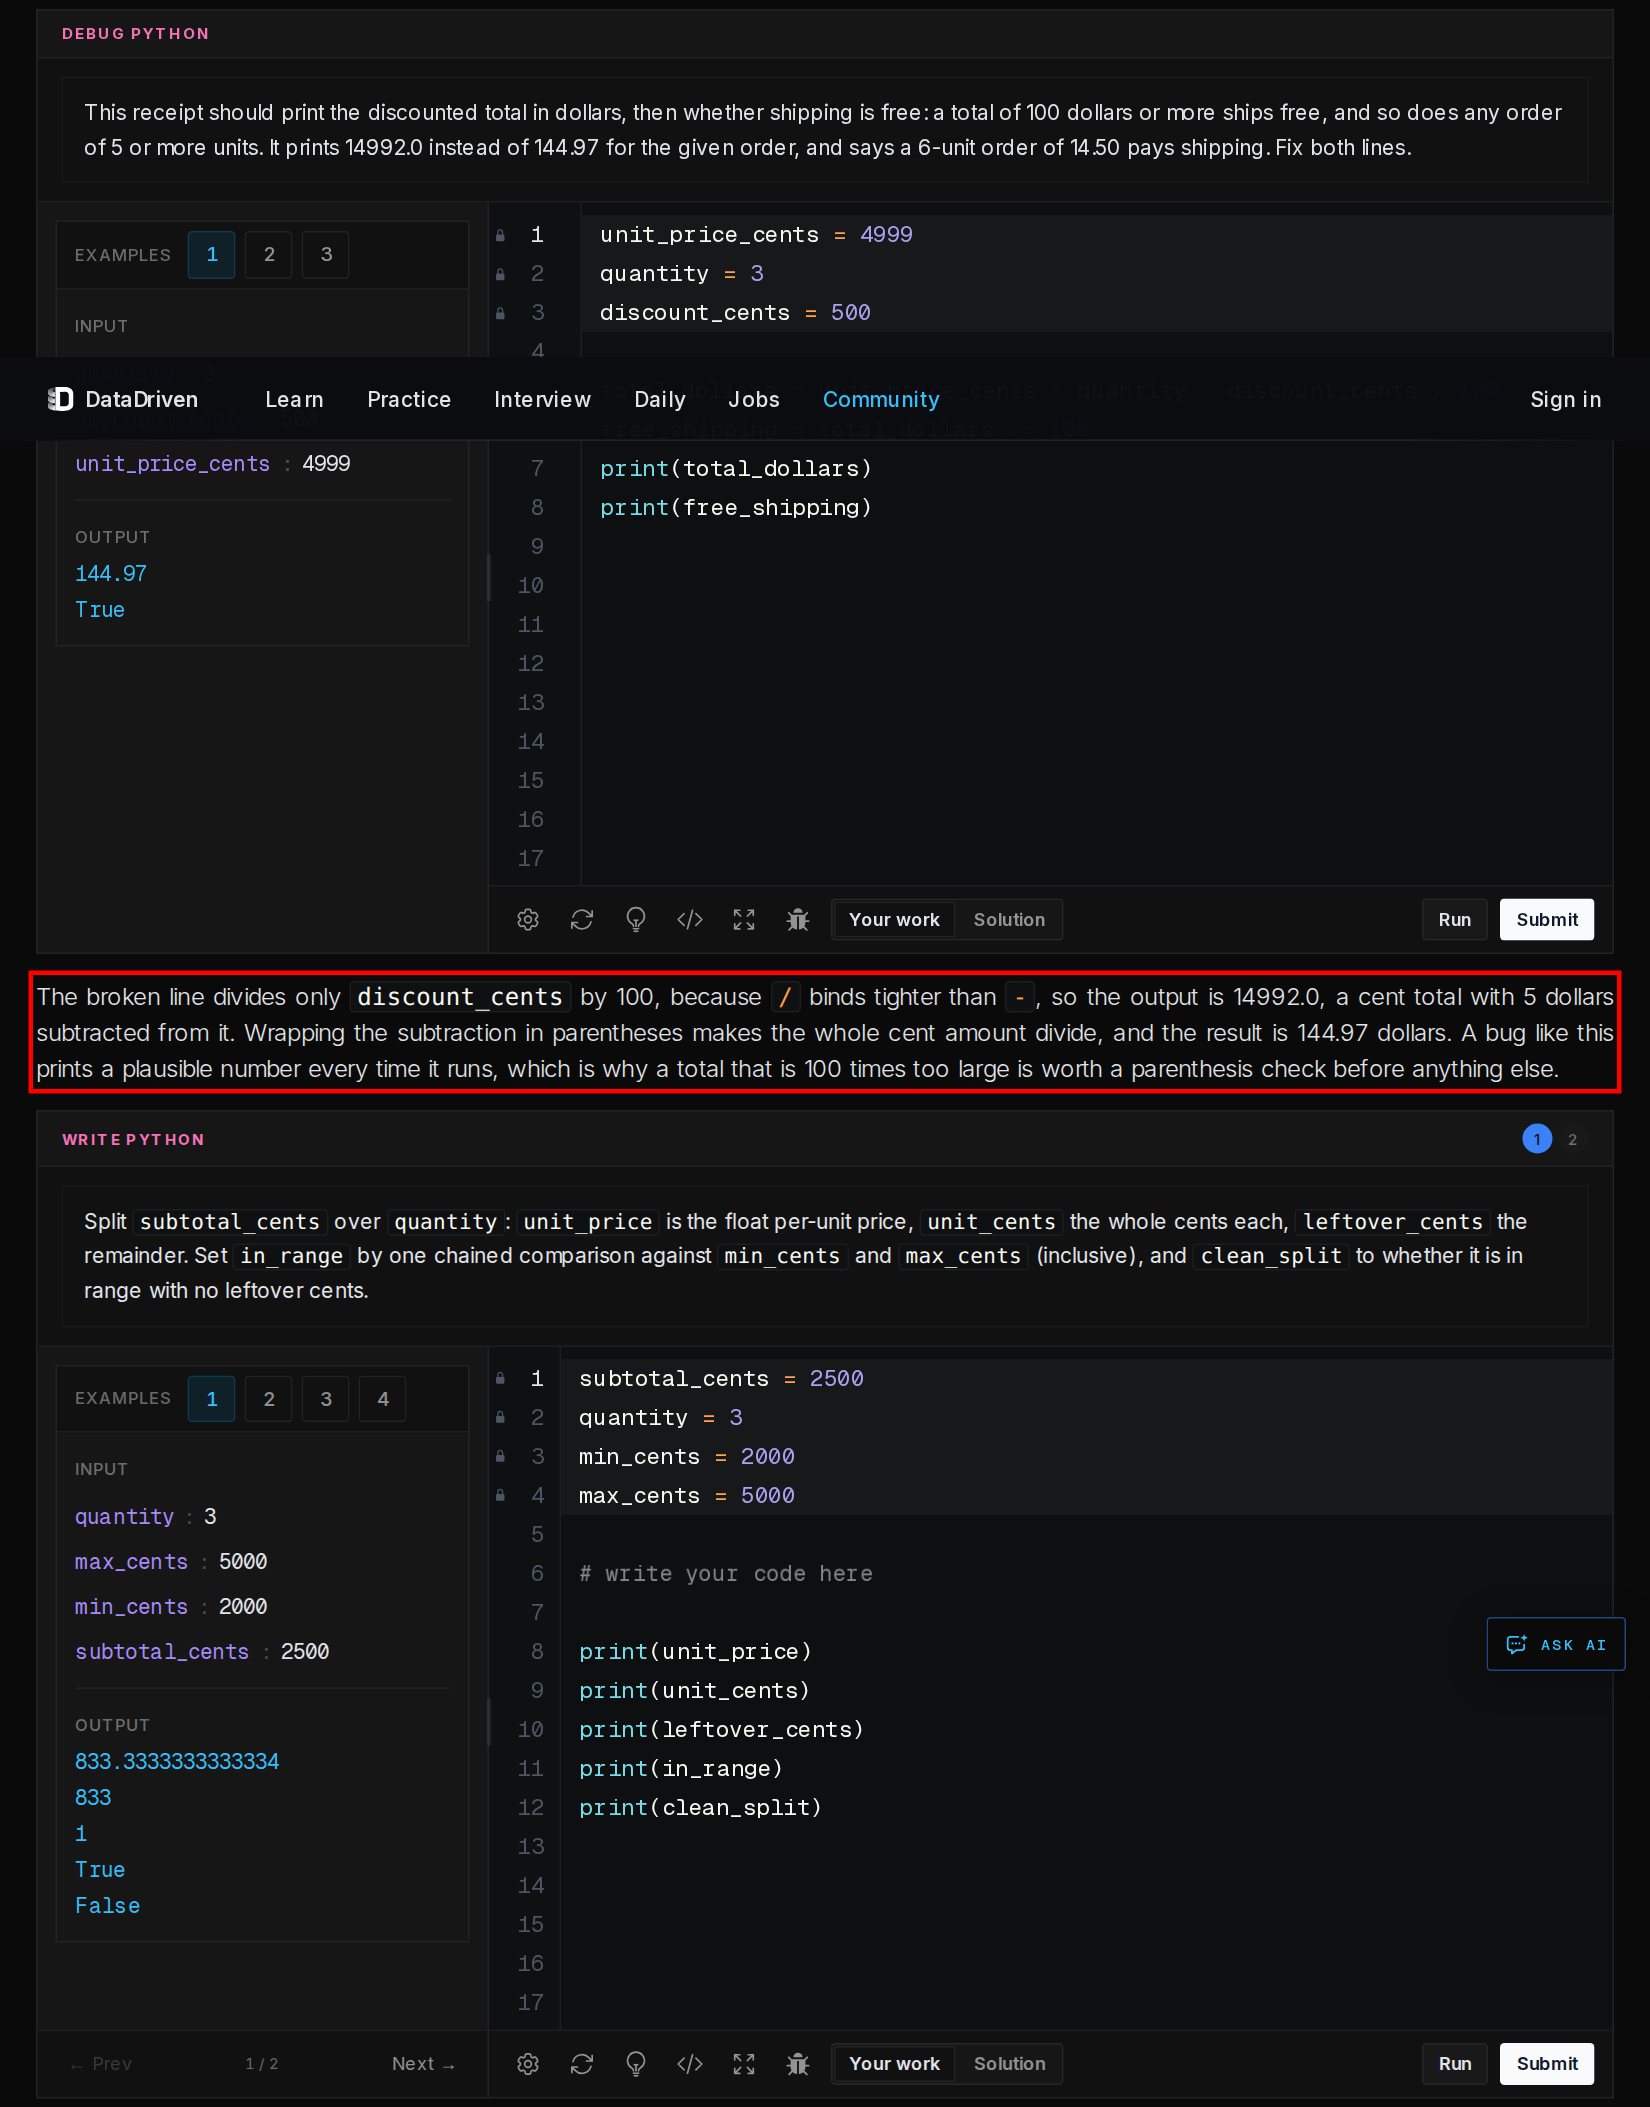 DEBUG PYTHON
This receipt should print the discounted total in dollars, then whether shipping is free: a total of 100 dollars or more ships free, and so does any order
of 5 or more units. It prints 14992.0 instead of 144.97 for the given order, and says a 6-unit order of 14.50 pays shipping. Fix both lines.
EXAMPLES 1 2 3
INPUT
quantity : 3
discount_cents : 500
unit_price_cents : 4999
OUTPUT
144.97
True
1 unit_price_cents = 4999
2 quantity = 3
3 discount_cents = 500
4
total_dollars = unit_price_cents * quantity - discount_cents / 100
free_shipping = total_dollars >= 100
7 print(total_dollars)
8 print(free_shipping)
9
10
11
12
13
14
15
16
17
DataDriven Learn Practice Interview Daily Jobs Community Sign in
Your work Solution Run Submit
The broken line divides only discount_cents by 100, because / binds tighter than -, so the output is 14992.0, a cent total with 5 dollars
subtracted from it. Wrapping the subtraction in parentheses makes the whole cent amount divide, and the result is 144.97 dollars. A bug like this
prints a plausible number every time it runs, which is why a total that is 100 times too large is worth a parenthesis check before anything else.
WRITE PYTHON 1 2
Split subtotal_cents over quantity: unit_price is the float per-unit price, unit_cents the whole cents each, leftover_cents the
remainder. Set in_range by one chained comparison against min_cents and max_cents (inclusive), and clean_split to whether it is in
range with no leftover cents.
EXAMPLES 1 2 3 4
INPUT
quantity : 3
max_cents : 5000
min_cents : 2000
subtotal_cents : 2500
OUTPUT
833.3333333333334
833
1
True
False
← Prev 1 / 2 Next →
1 subtotal_cents = 2500
2 quantity = 3
3 min_cents = 2000
4 max_cents = 5000
5
6 # write your code here
7
8 print(unit_price)
9 print(unit_cents)
10 print(leftover_cents)
11 print(in_range)
12 print(clean_split)
13
14
15
16
17
ASK AI
Your work Solution Run Submit